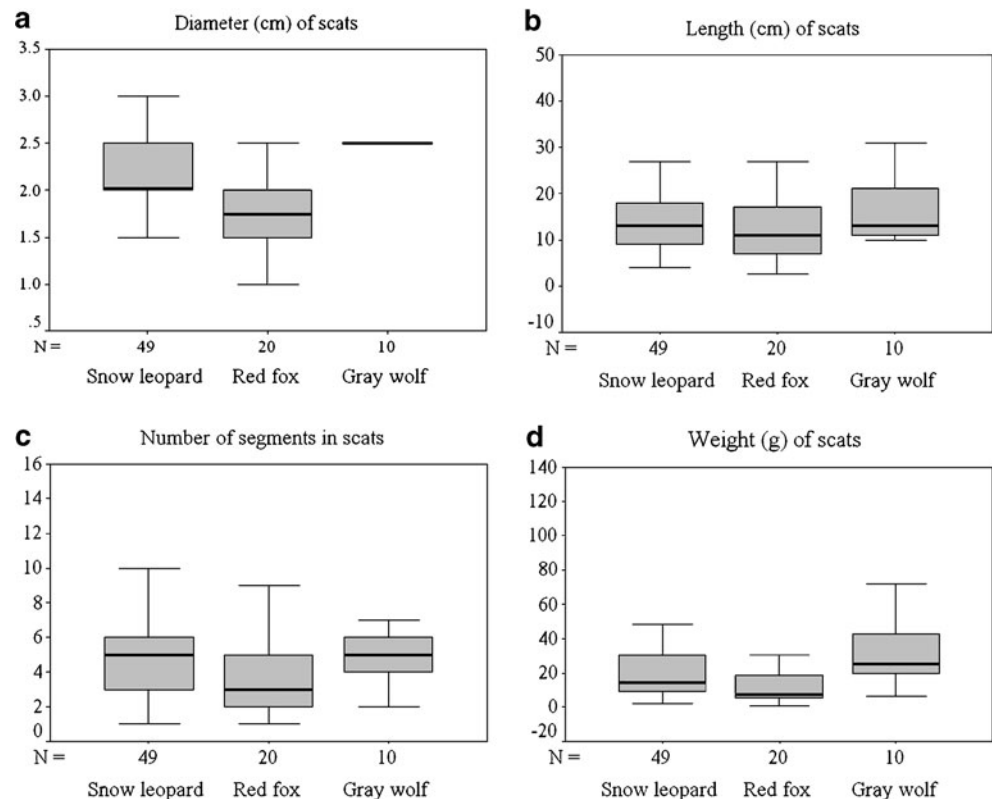 a
Diameter (cm) of scats
3.5
3.0
2.5
2.0
1.5
1.0
.5
N =
49
20
10
Snow leopard
Red fox
Gray wolf
b
Length (cm) of scats
50
40
30
20
10
0
-10
N =
49
20
10
Snow leopard
Red fox
Gray wolf
c
Number of segments in scats
16
14
12
10
8
6
4
2
0
N =
49
20
10
Snow leopard
Red fox
Gray wolf
d
Weight (g) of scats
140
120
100
80
60
40
20
0
-20
N =
49
20
10
Snow leopard
Red fox
Gray wolf